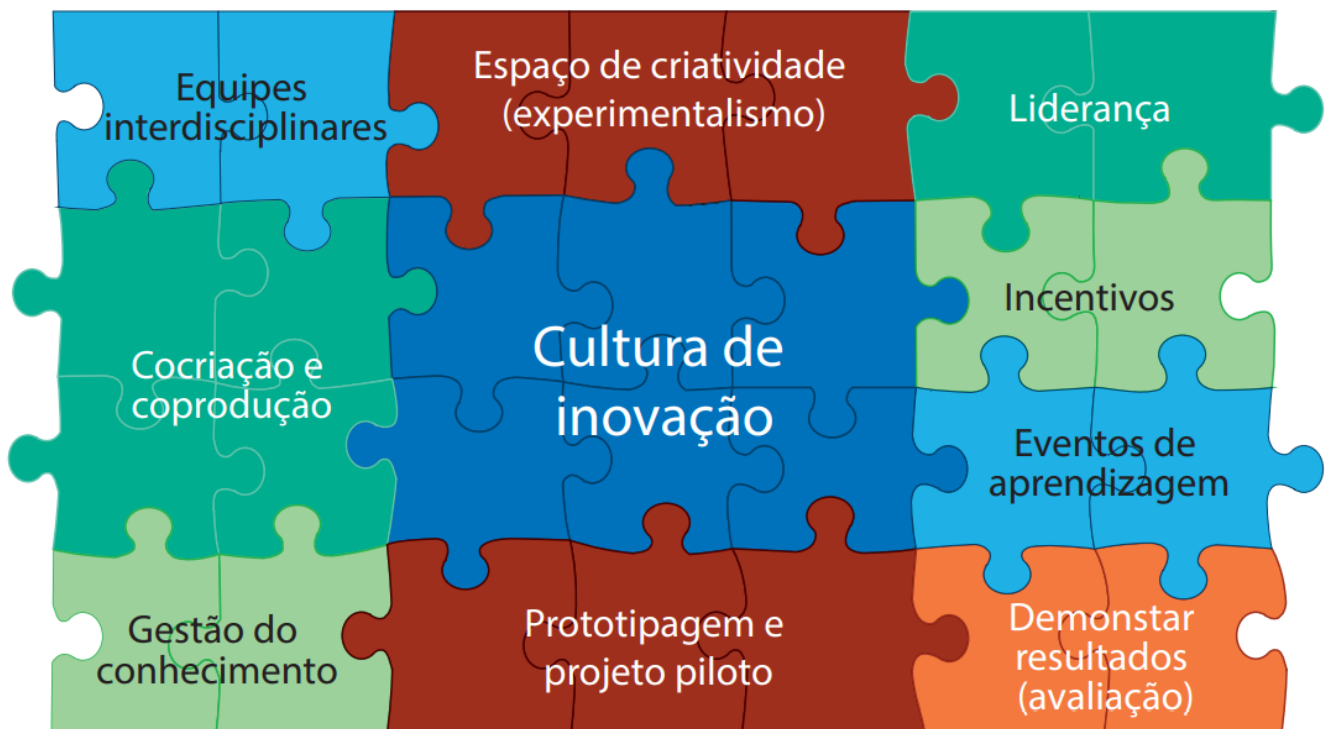 Equipes
interdisciplinares
Espaço de criatividade
(experimentalismo)
Liderança
Cocriação e
coprodução
Cultura de
inovação
Incentivos
Eventos de
aprendizagem
Gestão do
conhecimento
Prototipagem e
projeto piloto
Demonstar
resultados
(avaliação)